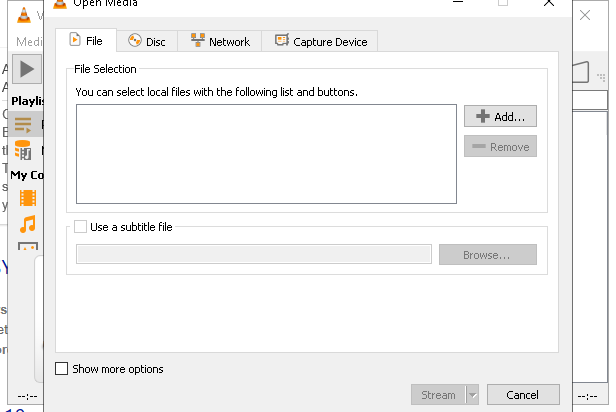 Open Media
Medi
File
Disc
Network
Capture Device
File Selection
You can select local files with the following list and buttons.
Add...
Remove
Playlis
My Co
Use a subtitle file
Browse...
Show more options
Stream
Cancel
--:--
--:--